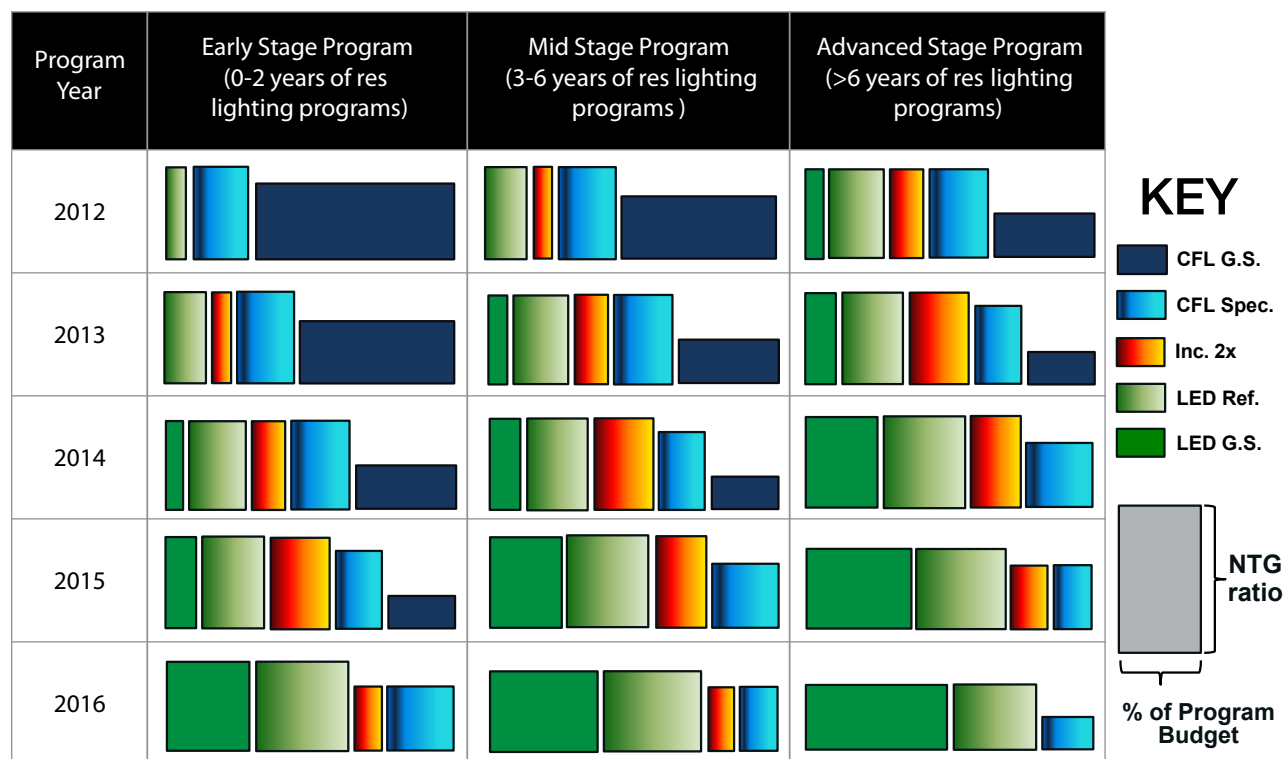 Program
Year
Early Stage Program
(0-2 years of res
lighting programs)
Mid Stage Program
(3-6 years of res lighting
programs )
Advanced Stage Program
(>6 years of res lighting
programs)
2012
2013
2014
2015
2016
KEY
CFL G.S.
CFL Spec.
Inc. 2x
LED Ref.
LED G.S.
NTG
ratio
% of Program
Budget